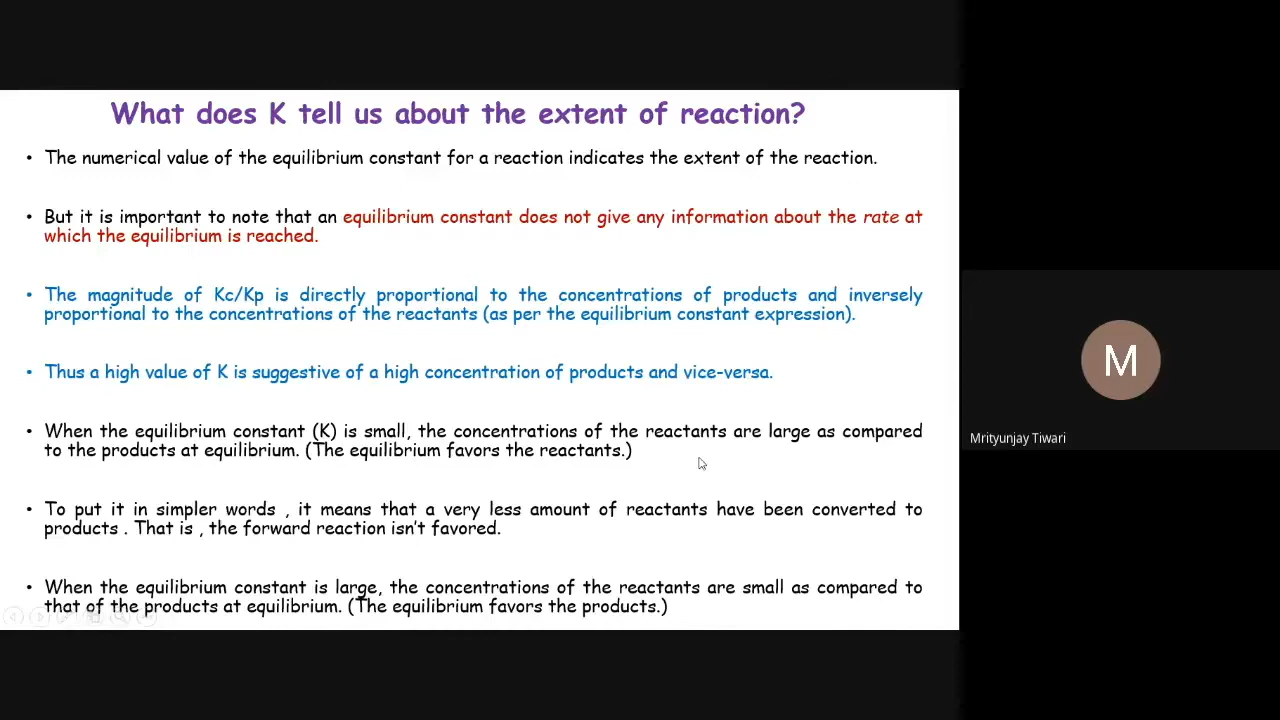 What does K tell us about the extent of reaction?
• The numerical value of the equilibrium constant for a reaction indicates the extent of the reaction.
• But it is important to note that an equilibrium constant does not give any information about the rate at
which the equilibrium is reached.
• The magnitude of Kc/Kp is directly proportional to the concentrations of products and inversely
proportional to the concentrations of the reactants (as per the equilibrium constant expression).
• Thus a high value of K is suggestive of a high concentration of products and vice-versa.
• When the equilibrium constant (K) is small, the concentrations of the reactants are large as compared
to the products at equilibrium. (The equilibrium favors the reactants.)
• To put it in simpler words , it means that a very less amount of reactants have been converted to
products . That is , the forward reaction isn't favored.
• When the equilibrium constant is large, the concentrations of the reactants are small as compared to
that of the products at equilibrium. (The equilibrium favors the products.)
M
Mrityunjay Tiwari